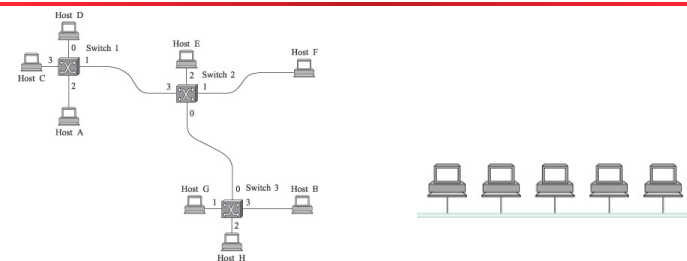 Host D
0 Switch 1
3 1
Host C
2
Host A
Host E
2 Switch 2
3 1
0
Host F
Host G 0 Switch 3 Host B
1 3
2
Host H